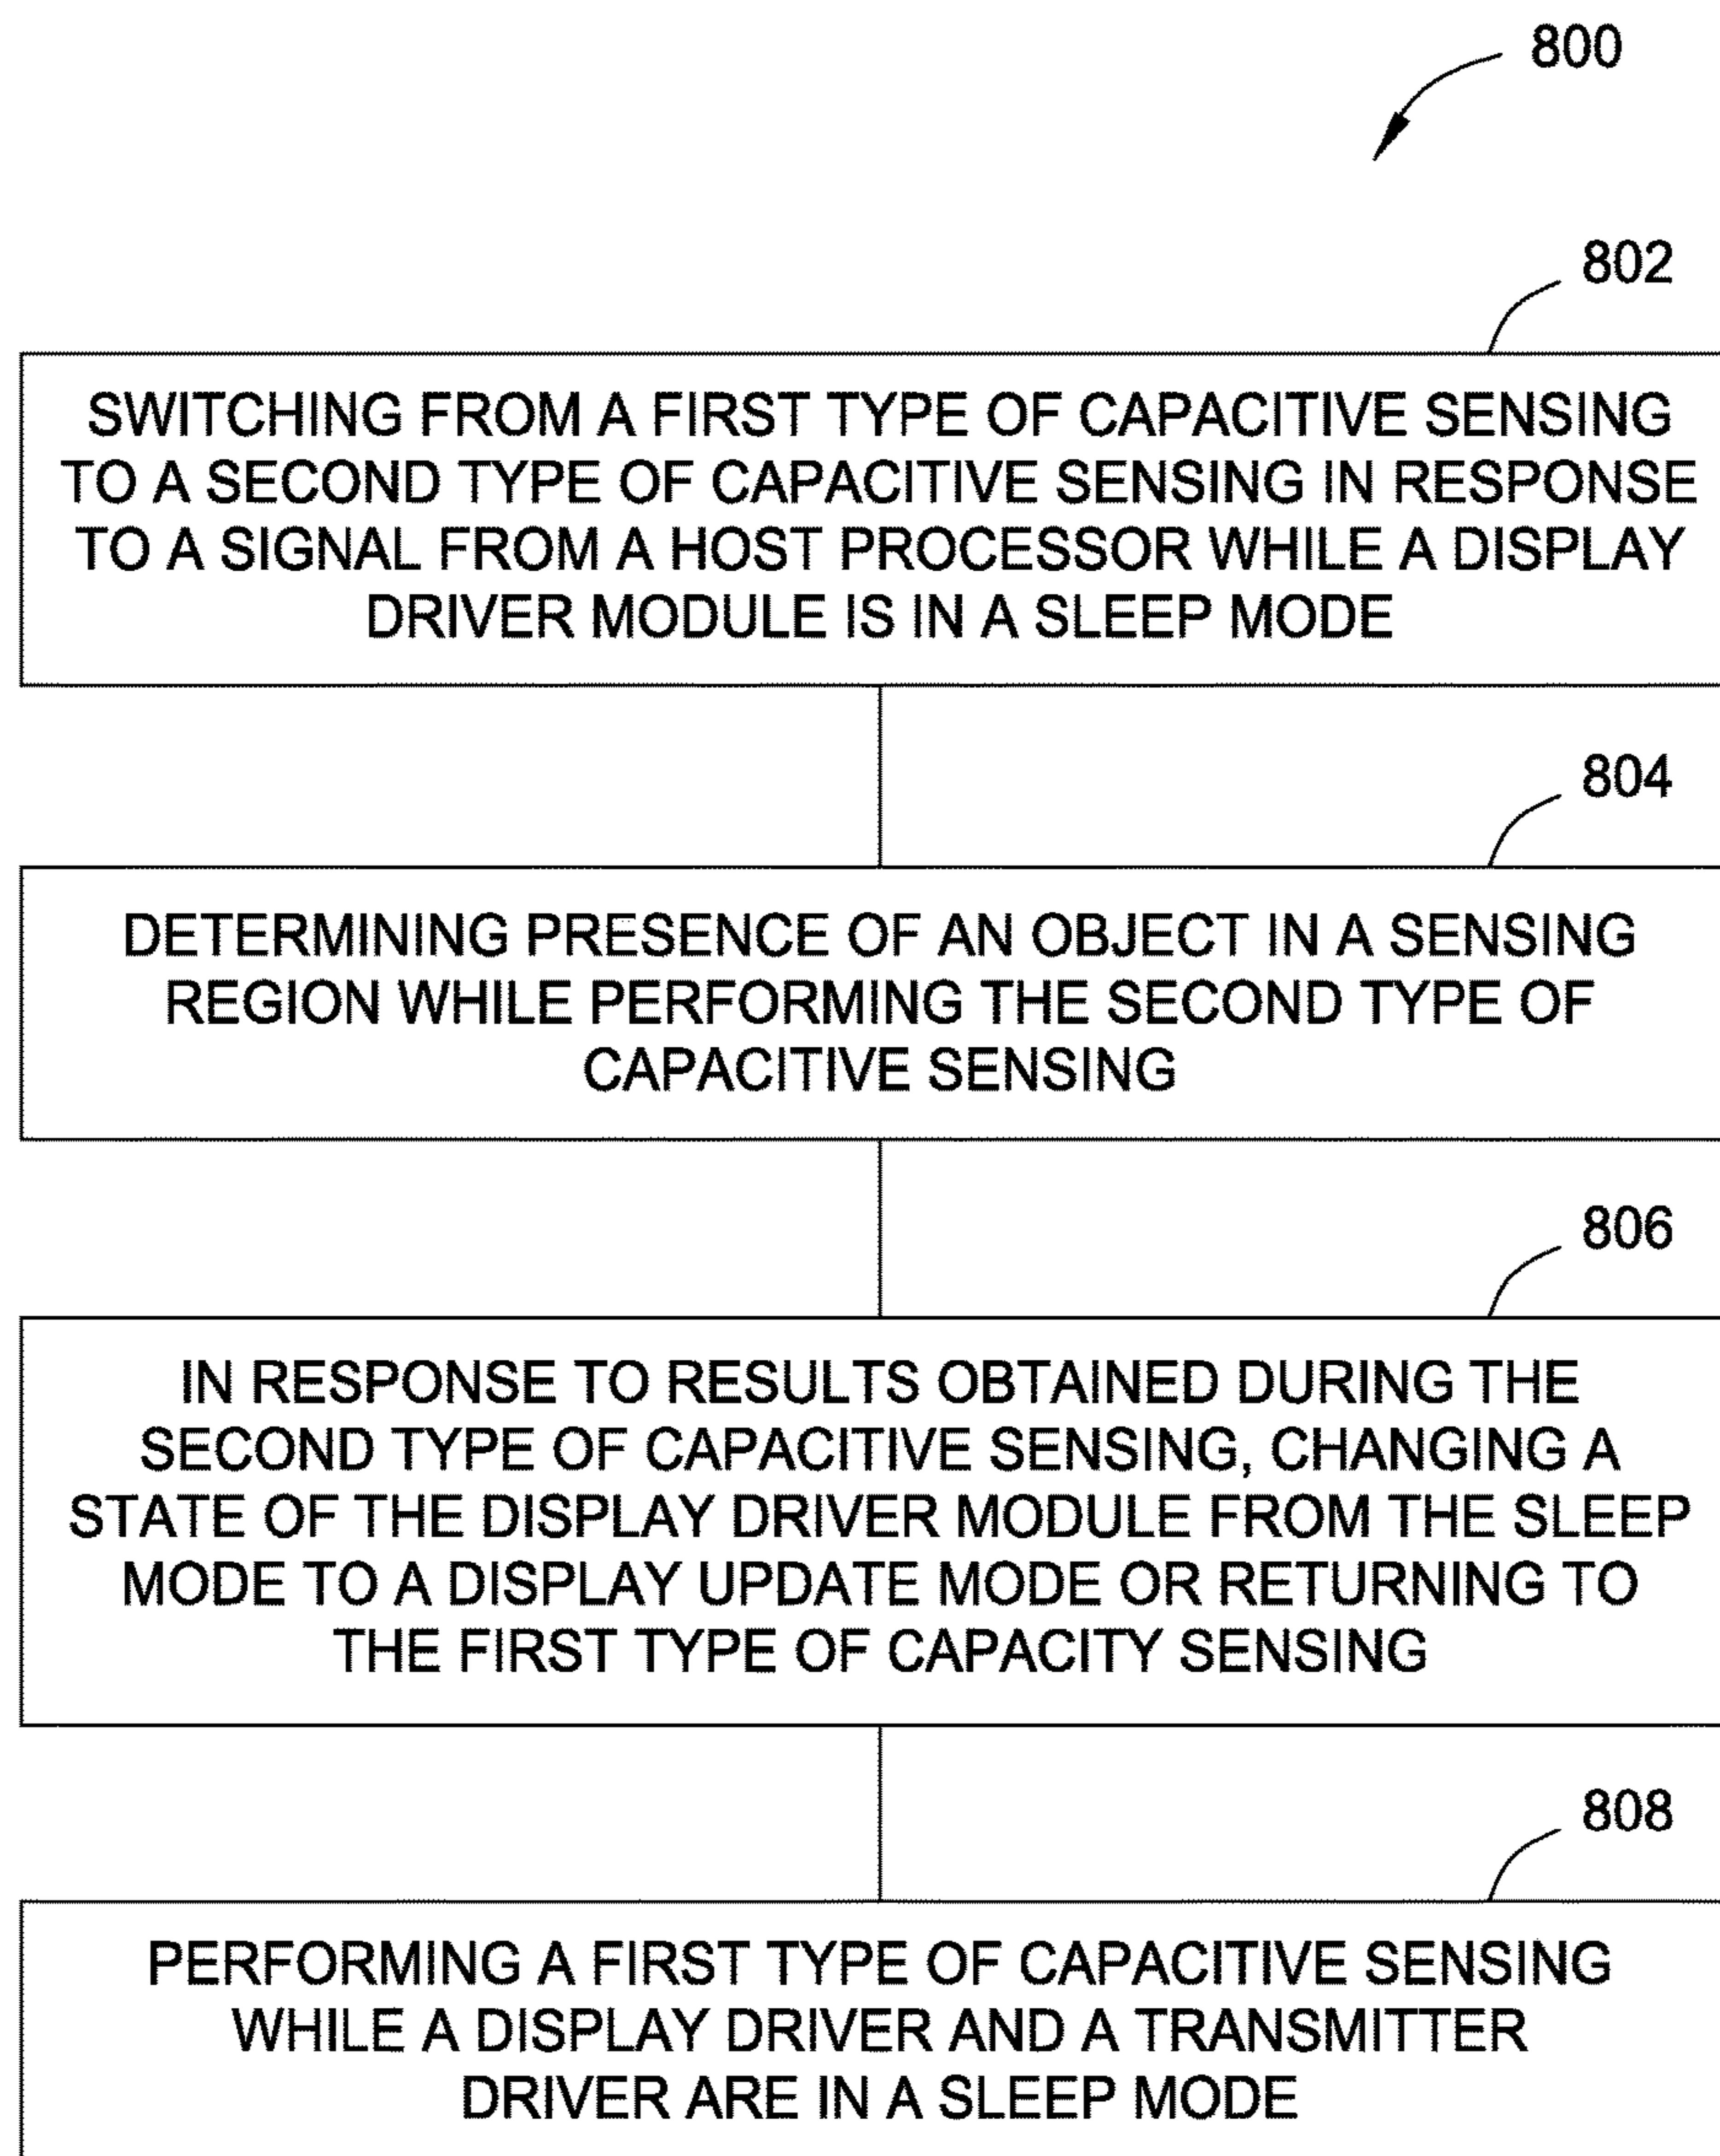 800
802
SWITCHING FROM A FIRST TYPE OF CAPACITIVE SENSING
TO A SECOND TYPE OF CAPACITIVE SENSING IN RESPONSE
TO A SIGNAL FROM A HOST PROCESSOR WHILE A DISPLAY
DRIVER MODULE IS IN A SLEEP MODE
804
DETERMINING PRESENCE OF AN OBJECT IN A SENSING
REGION WHILE PERFORMING THE SECOND TYPE OF
CAPACITIVE SENSING
806
IN RESPONSE TO RESULTS OBTAINED DURING THE
SECOND TYPE OF CAPACITIVE SENSING, CHANGING A
STATE OF THE DISPLAY DRIVER MODULE FROM THE SLEEP
MODE TO A DISPLAY UPDATE MODE OR RETURNING TO
THE FIRST TYPE OF CAPACITY SENSING
808
PERFORMING A FIRST TYPE OF CAPACITIVE SENSING
WHILE A DISPLAY DRIVER AND A TRANSMITTER
DRIVER ARE IN A SLEEP MODE